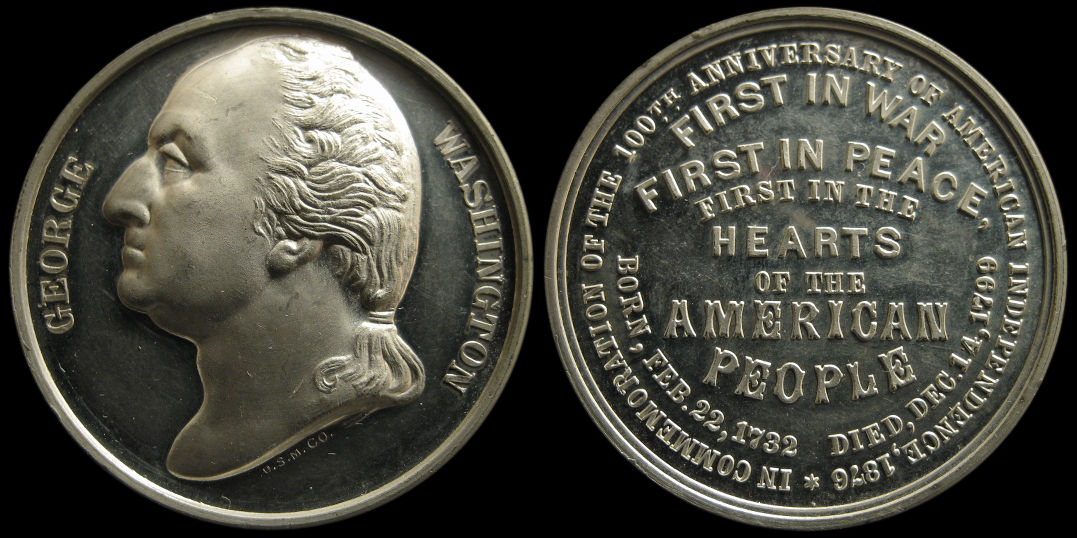 GEORGE WASHINGTON
U.S.M.CO.
IN COMMEMORATION OF THE 100TH ANNIVERSARY OF AMERICAN INDEPENDENCE, 1876 *
FIRST IN WAR
FIRST IN PEACE,
FIRST IN THE
HEARTS
OF THE
AMERICAN
PEOPLE
BORN, FEB. 22, 1732 DIED, DEC. 14, 1799